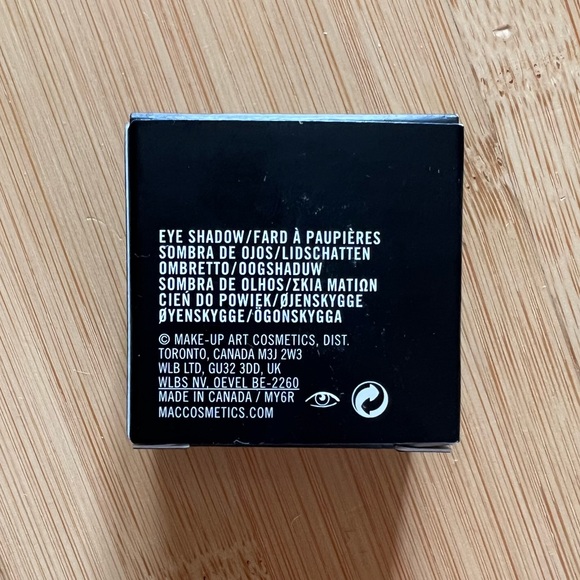 EYE SHADOW/FARD À PAUPIÈRES
SOMBRA DE OJOS/LIDSCHATTEN
OMBRETTO/OOGSHADUW
SOMBRA DE OLHOS/ΣKIA MATIΩN
CIEŃ DO POWIEK/ØJENSKYGGE
ØYENSKYGGE/ÖGONSKYGGA
© MAKE-UP ART COSMETICS, DIST.
TORONTO, CANADA M3J 2W3
WLB LTD, GU32 3DD, UK
WLBS NV, OEVEL BE-2260
MADE IN CANADA / MY6R
MACCOSMETICS.COM